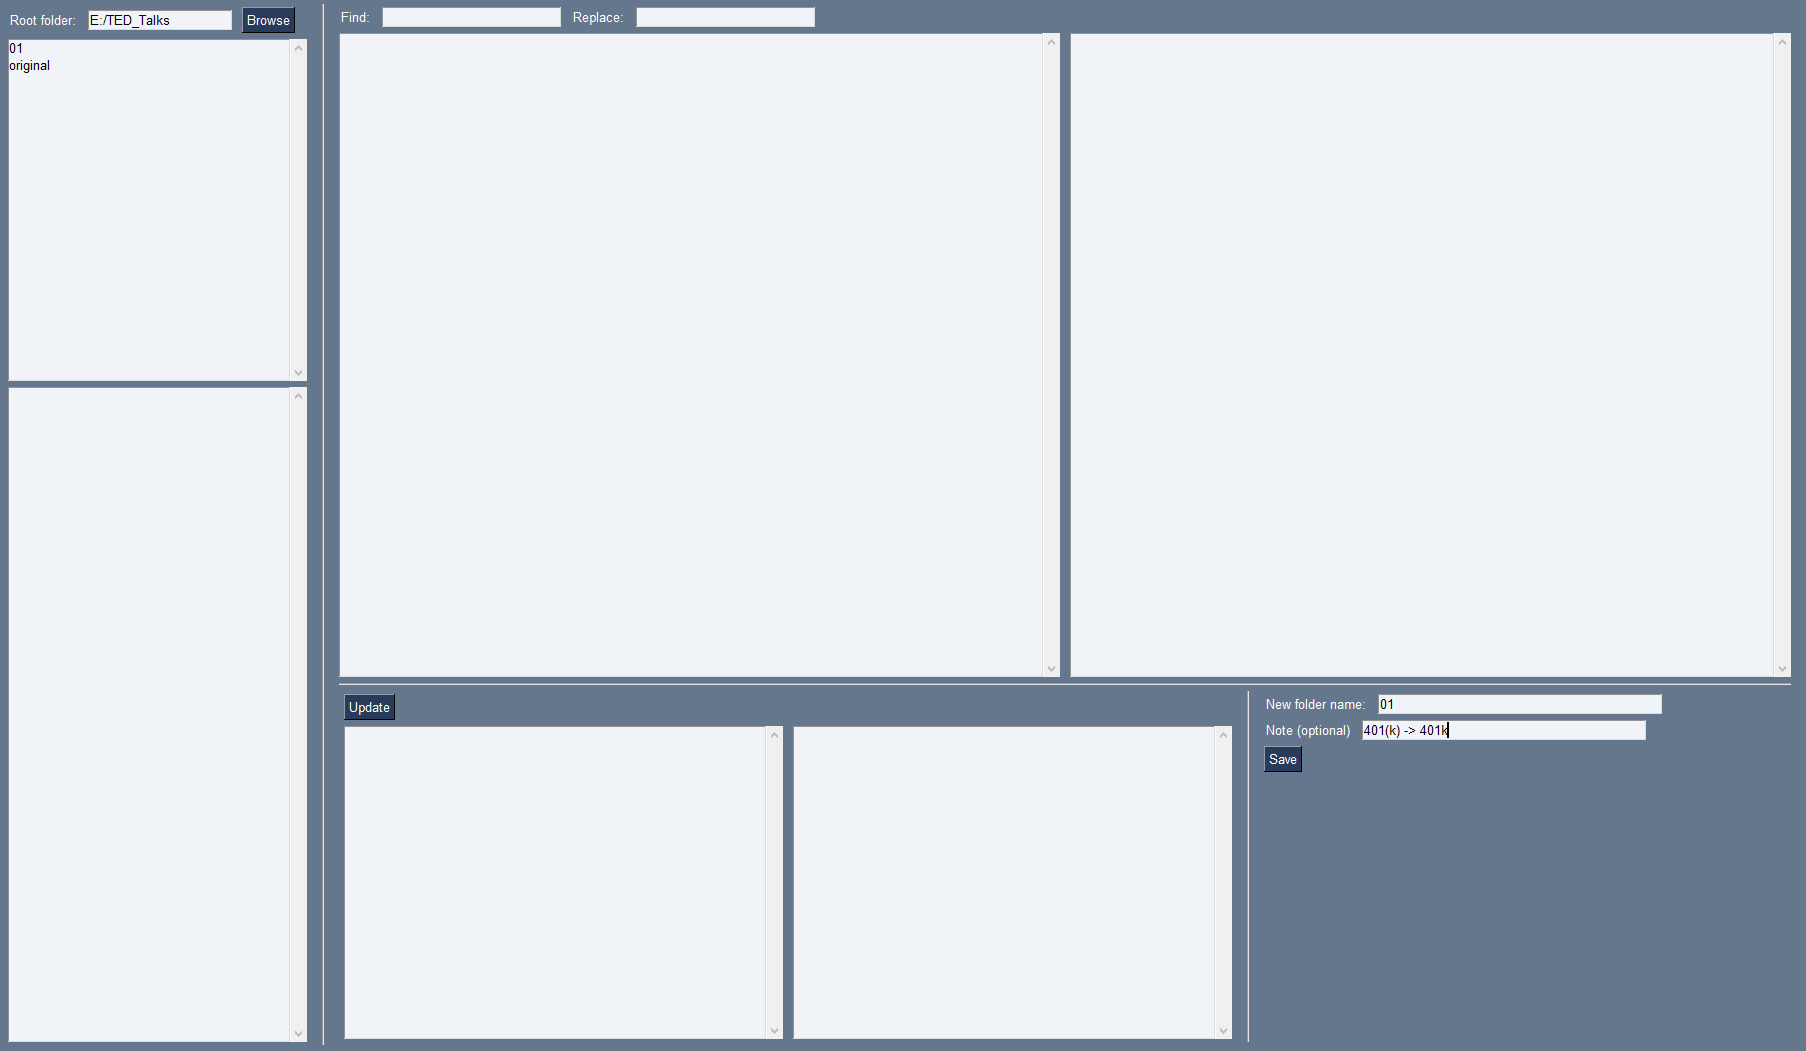 Root folder: E:/TED_Talks Browse
01
original
Find: Replace:
Update
New folder name: 01
Note (optional) 401(k) -> 401k
Save